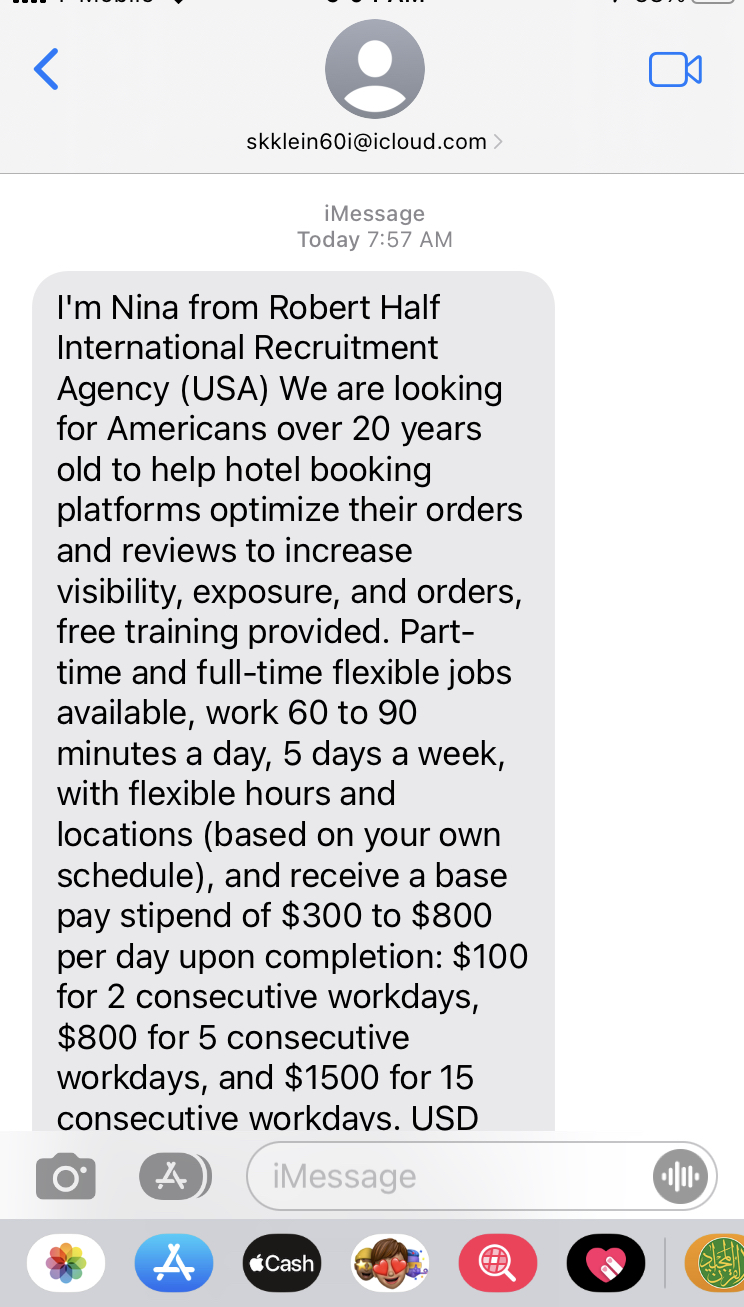 skklein60i@icloud.com
iMessage
Today 7:57 AM
I'm Nina from Robert Half
International Recruitment
Agency (USA) We are looking
for Americans over 20 years
old to help hotel booking
platforms optimize their orders
and reviews to increase
visibility, exposure, and orders,
free training provided. Part-
time and full-time flexible jobs
available, work 60 to 90
minutes a day, 5 days a week,
with flexible hours and
locations (based on your own
schedule), and receive a base
pay stipend of $300 to $800
per day upon completion: $100
for 2 consecutive workdays,
$800 for 5 consecutive
workdays, and $1500 for 15
consecutive workdays. USD
iMessage
Cash